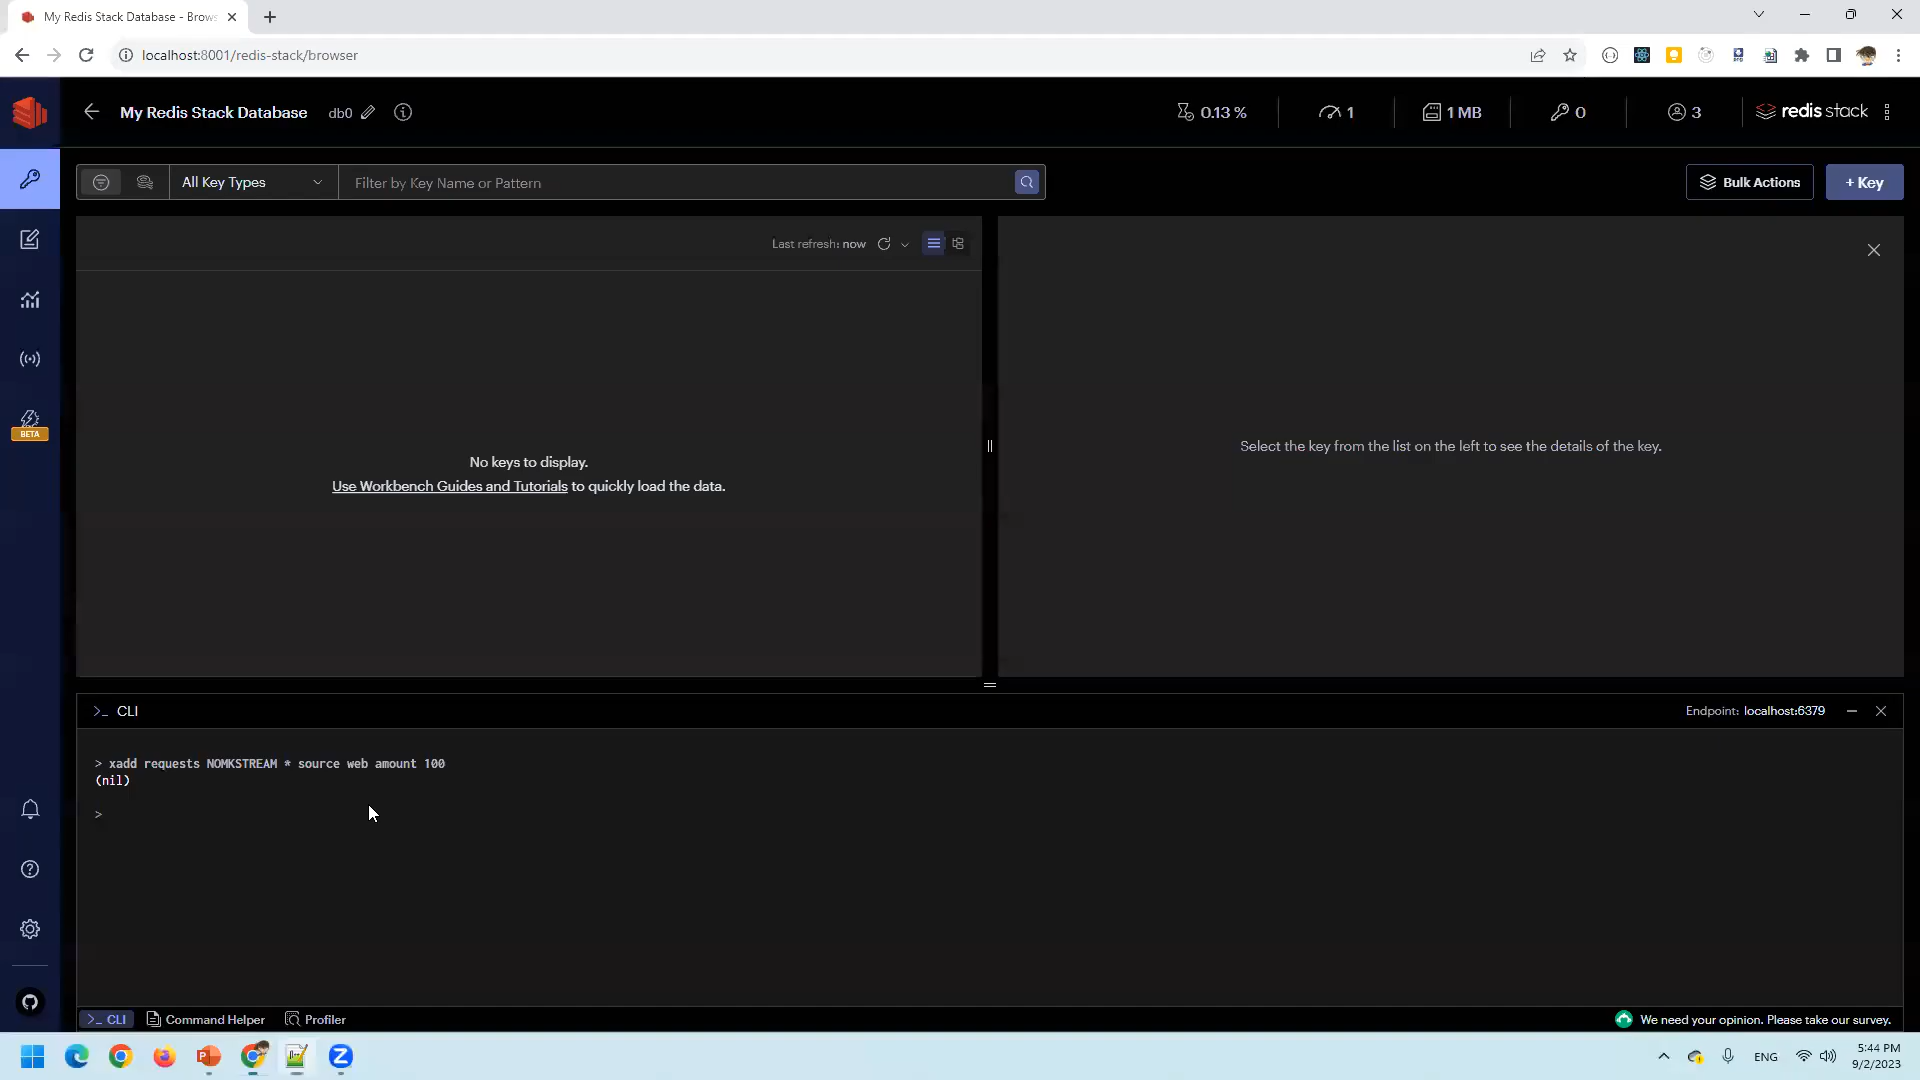 My Redis Stack Database - Brows
localhost:8001/redis-stack/browser
My Redis Stack Database db0 0.13 % 1 1 MB 0 3 redis stack
All Key Types Filter by Key Name or Pattern Bulk Actions + Key
Last refresh: now
BETA
Select the key from the list on the left to see the details of the key.
No keys to display.
Use Workbench Guides and Tutorials to quickly load the data.
>_ CLI Endpoint: localhost:6379
> xadd requests NOMKSTREAM * source web amount 100
(nil)
>
>_ CLI Command Helper Profiler We need your opinion. Please take our survey.
ENG 5:44 PM
9/2/2023